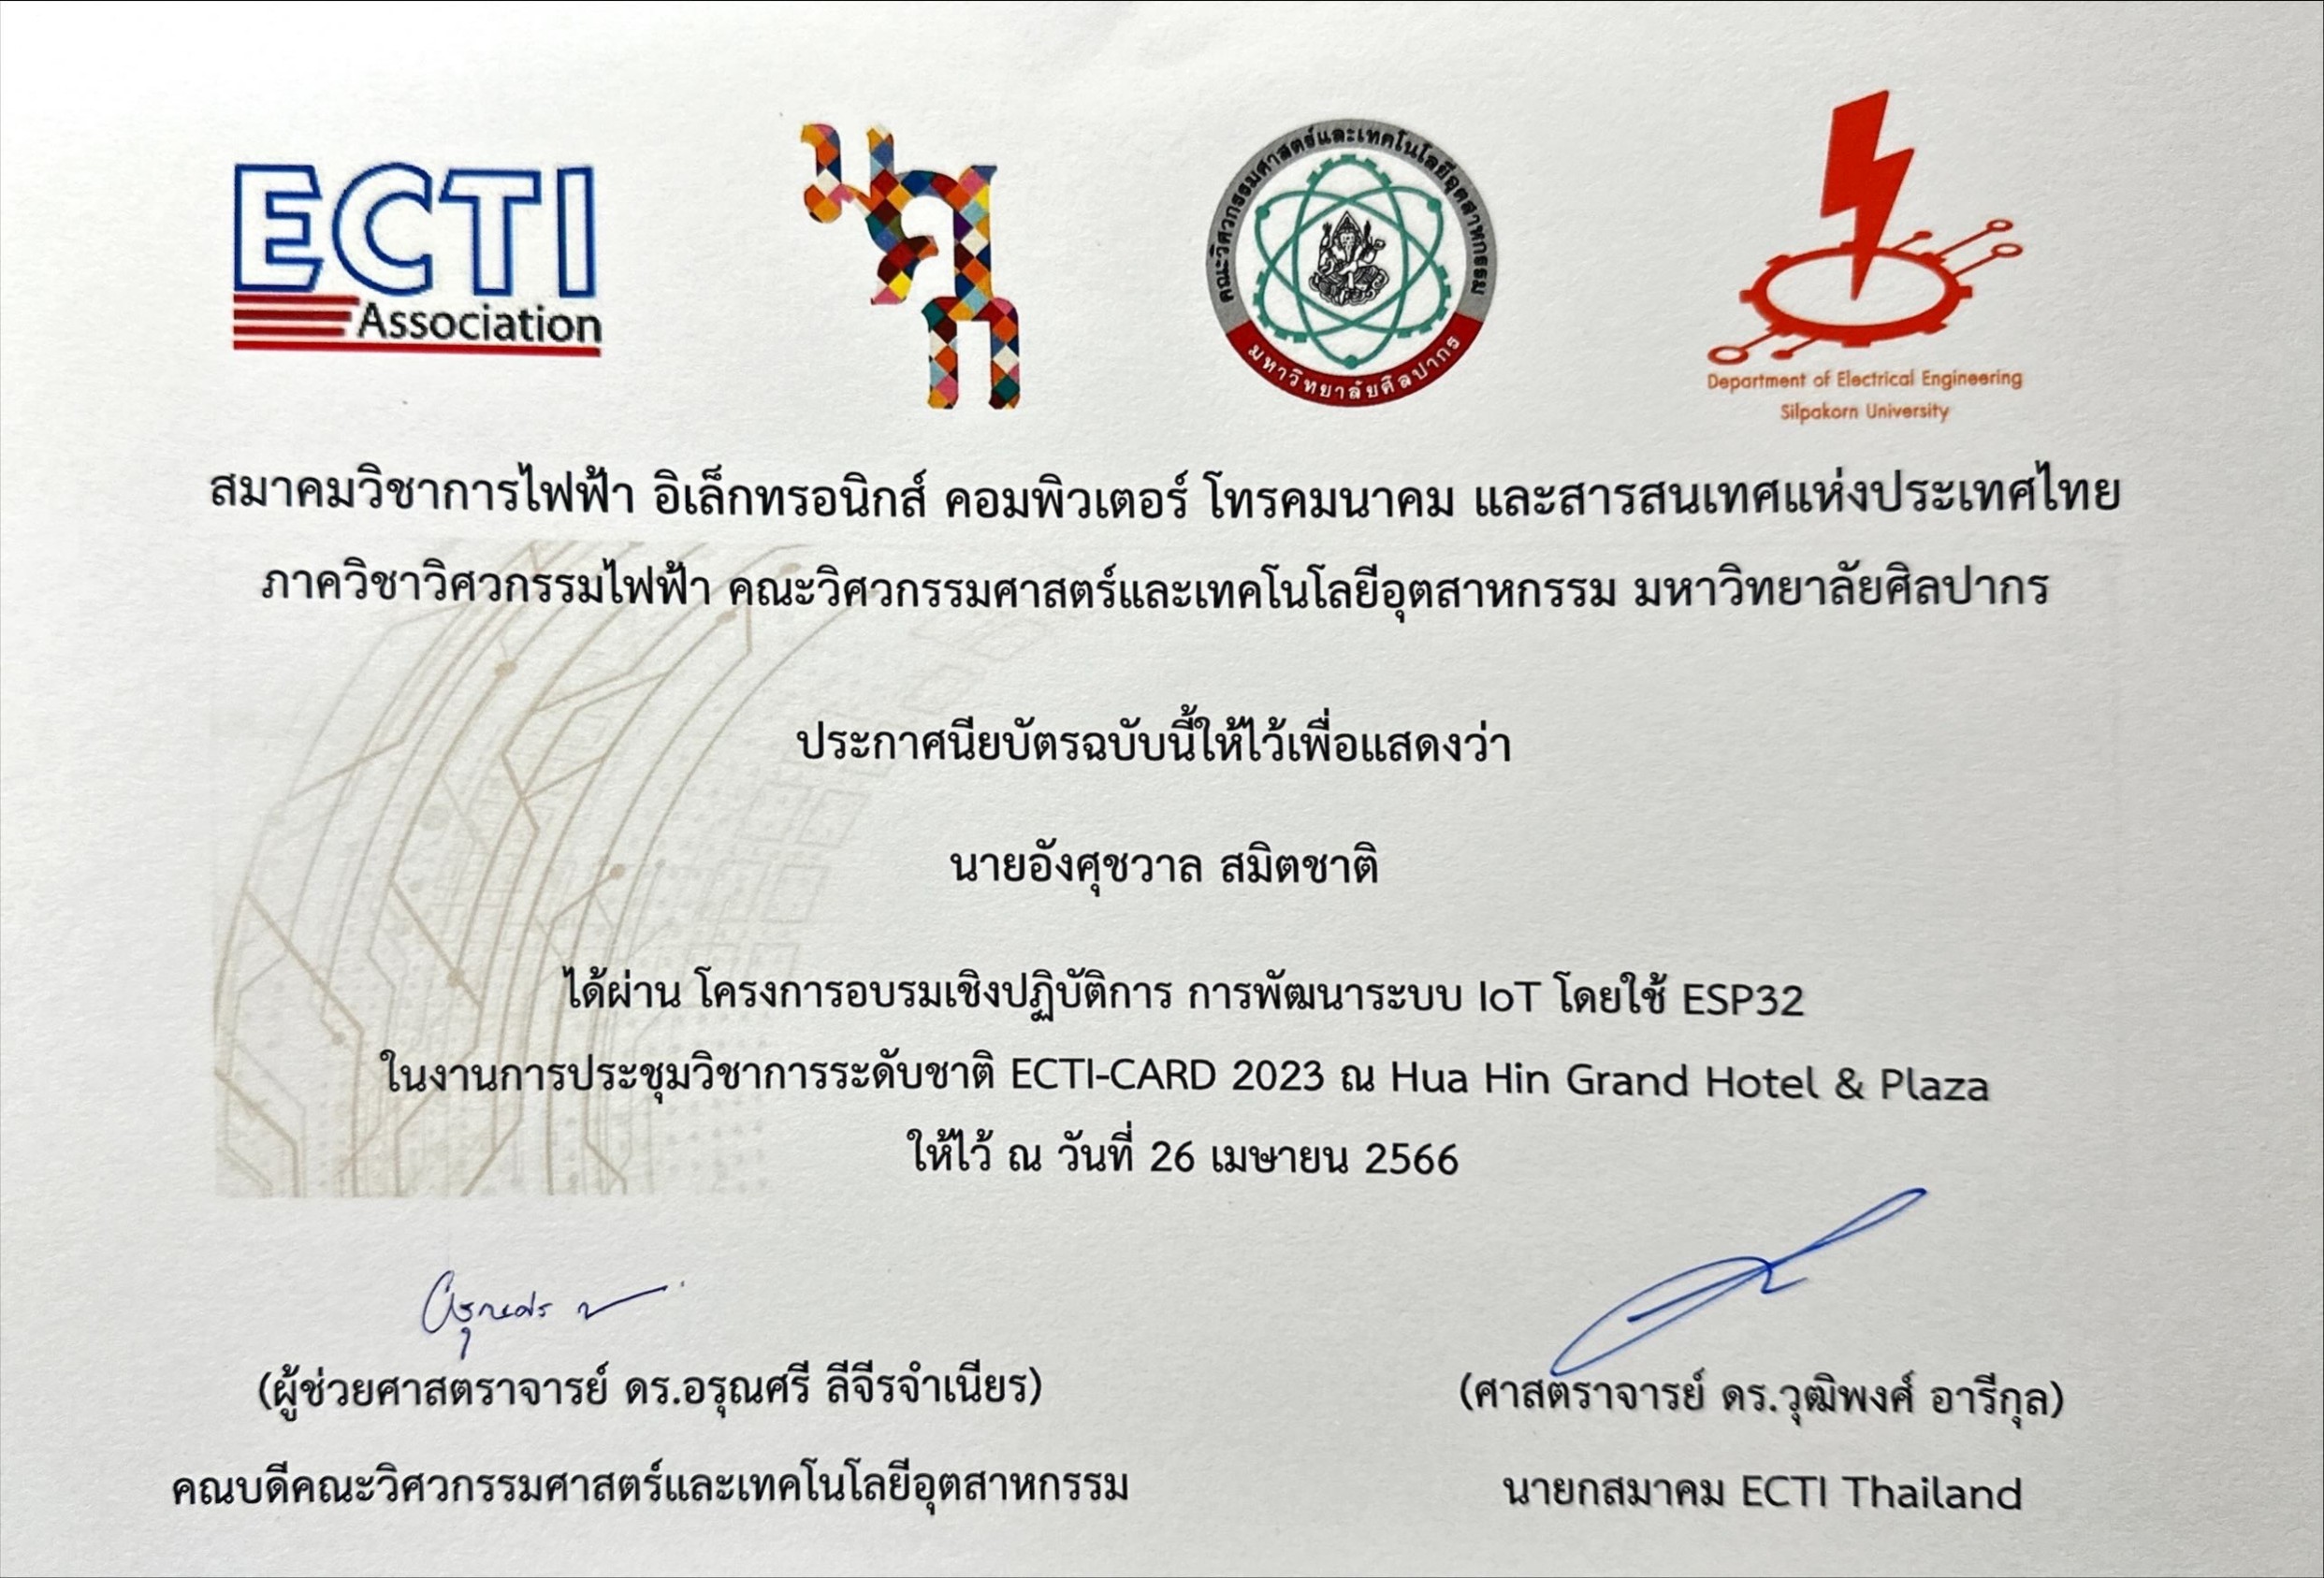 ECTI
Association
มศก
คณะวิศวกรรมศาสตร์และเทคโนโลยีอุตสาหกรรม
มหาวิทยาลัยศิลปากร
Department of Electrical Engineering
Silpakorn University
สมาคมวิชาการไฟฟ้า อิเล็กทรอนิกส์ คอมพิวเตอร์ โทรคมนาคม และสารสนเทศแห่งประเทศไทย
ภาควิชาวิศวกรรมไฟฟ้า คณะวิศวกรรมศาสตร์และเทคโนโลยีอุตสาหกรรม มหาวิทยาลัยศิลปากร
ประกาศนียบัตรฉบับนี้ให้ไว้เพื่อแสดงว่า
นายอังศุชวาล สมิตชาติ
ได้ผ่าน โครงการอบรมเชิงปฏิบัติการ การพัฒนาระบบ IoT โดยใช้ ESP32
ในงานการประชุมวิชาการระดับชาติ ECTI-CARD 2023 ณ Hua Hin Grand Hotel & Plaza
ให้ไว้ ณ วันที่ 26 เมษายน 2566
(ผู้ช่วยศาสตราจารย์ ดร.อรุณศรี ลีจีรจำเนียร)
(ศาสตราจารย์ ดร.วุฒิพงศ์ อารีกุล)
คณบดีคณะวิศวกรรมศาสตร์และเทคโนโลยีอุตสาหกรรม
นายกสมาคม ECTI Thailand